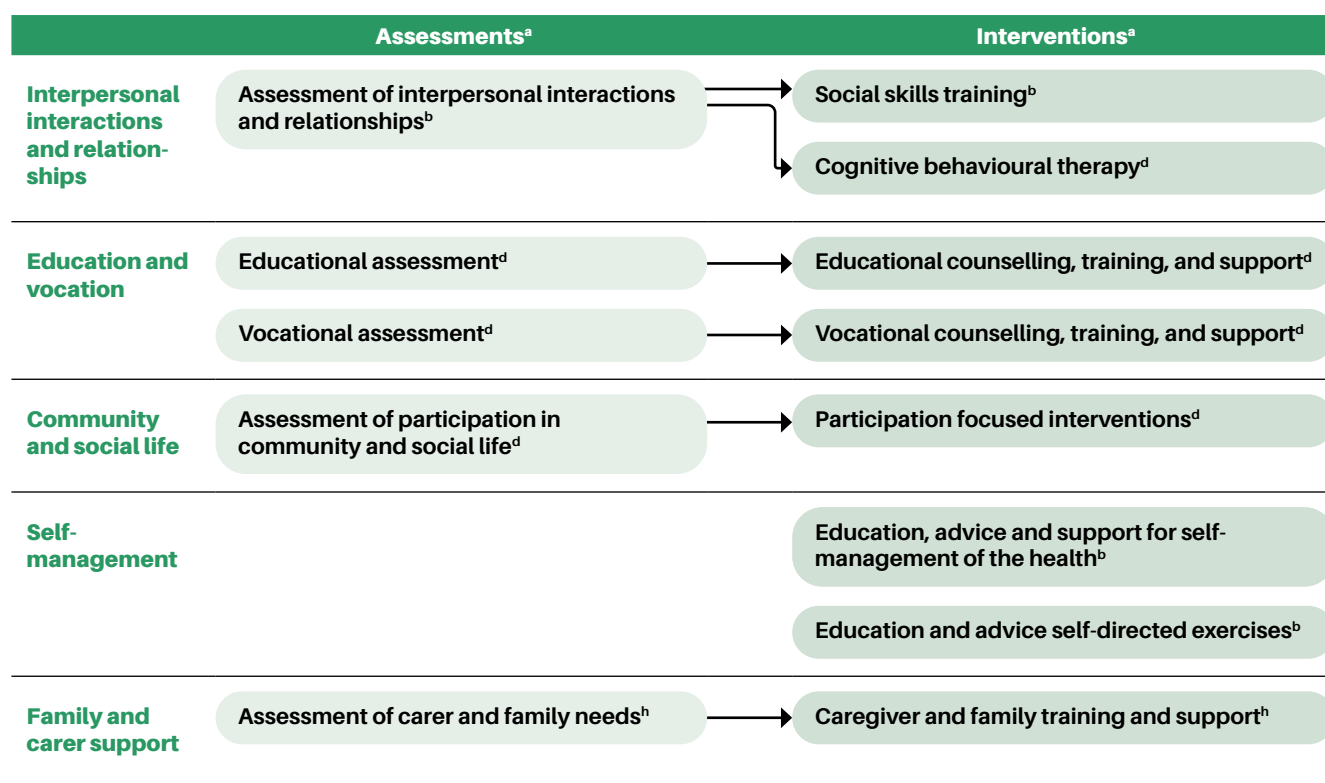 Assessmentsᵃ Interventionsᵃ
Interpersonal
interactions
and relation-
ships
Assessment of interpersonal interactions
and relationshipsᵇ
Social skills trainingᵇ
Cognitive behavioural therapyᵈ
Education and
vocation
Educational assessmentᵈ
Educational counselling, training, and supportᵈ
Vocational assessmentᵈ
Vocational counselling, training, and supportᵈ
Community
and social life
Assessment of participation in
community and social lifeᵈ
Participation focused interventionsᵈ
Self-
management
Education, advice and support for self-
management of the healthᵇ
Education and advice self-directed exercisesᵇ
Family and
carer support
Assessment of carer and family needsʰ
Caregiver and family training and supportʰ